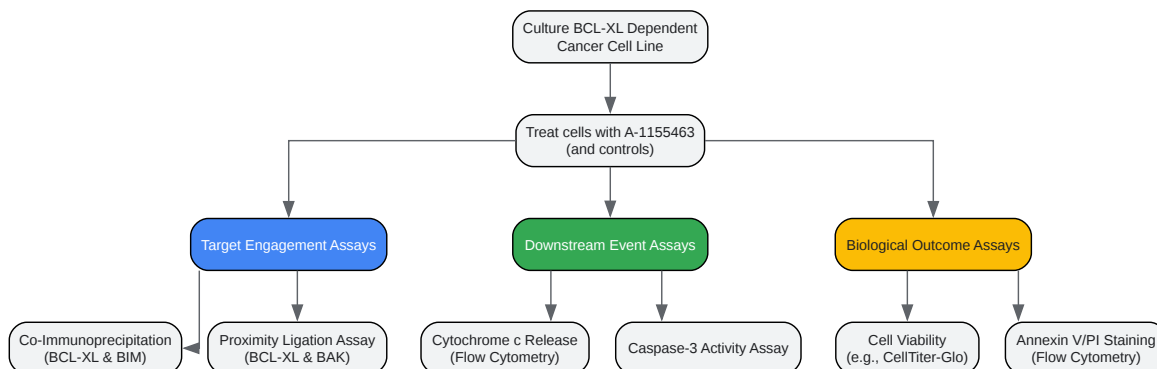 Culture BCL-XL Dependent
Cancer Cell Line
Treat cells with A-1155463
(and controls)
Target Engagement Assays
Downstream Event Assays
Biological Outcome Assays
Co-Immunoprecipitation
(BCL-XL & BIM)
Proximity Ligation Assay
(BCL-XL & BAK)
Cytochrome c Release
(Flow Cytometry)
Caspase-3 Activity Assay
Cell Viability
(e.g., CellTiter-Glo)
Annexin V/PI Staining
(Flow Cytometry)